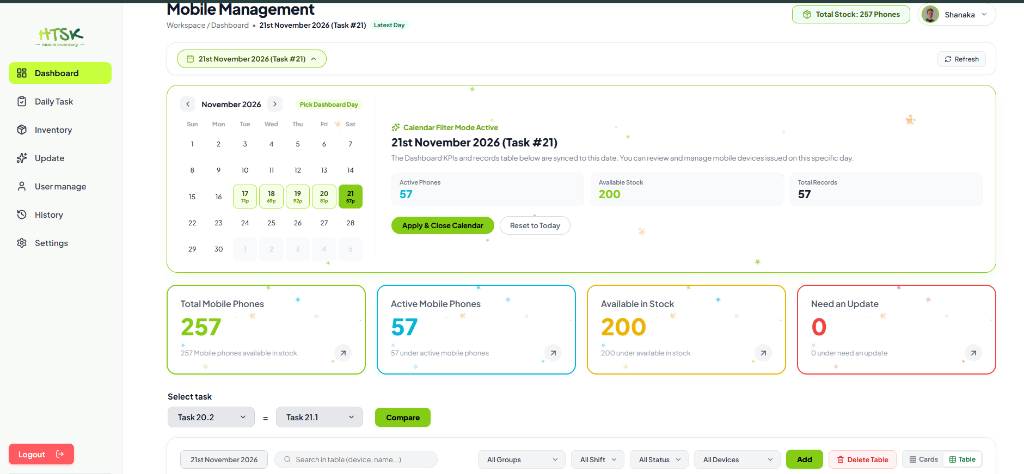 Mobile Management
Workspace / Dashboard • 21st November 2026 (Task #21) Latest Day
Total Stock: 257 Phones
Shanaka
HTSK
Dashboard
Daily Task
Inventory
Update
User manage
History
Settings
Logout
21st November 2026 (Task #21)
Refresh
November 2026
Pick Dashboard Day
Sun Mon Tue Wed Thu Fri Sat
1 2 3 4 5 6 7
8 9 10 11 12 13 14
15 16 17 18 19 20 21
71p 69p 92p 81p 57p
22 23 24 25 26 27 28
29 30 1 2 3 4 5
Calendar Filter Mode Active
21st November 2026 (Task #21)
The Dashboard KPIs and records table below are synced to this date. You can review and manage mobile devices issued on this specific day.
Active Phones
57
Available Stock
200
Total Records
57
Apply & Close Calendar
Reset to Today
Total Mobile Phones
257
257 Mobile phones available in stock
Active Mobile Phones
57
57 under active mobile phones
Available in Stock
200
200 under available in stock
Need an Update
0
0 under need an update
Select task
Task 20.2 = Task 21.1 Compare
21st November 2026
Search in table (device, name...)
All Groups
All Shift
All Status
All Devices
Add
Delete Table
Cards
Table